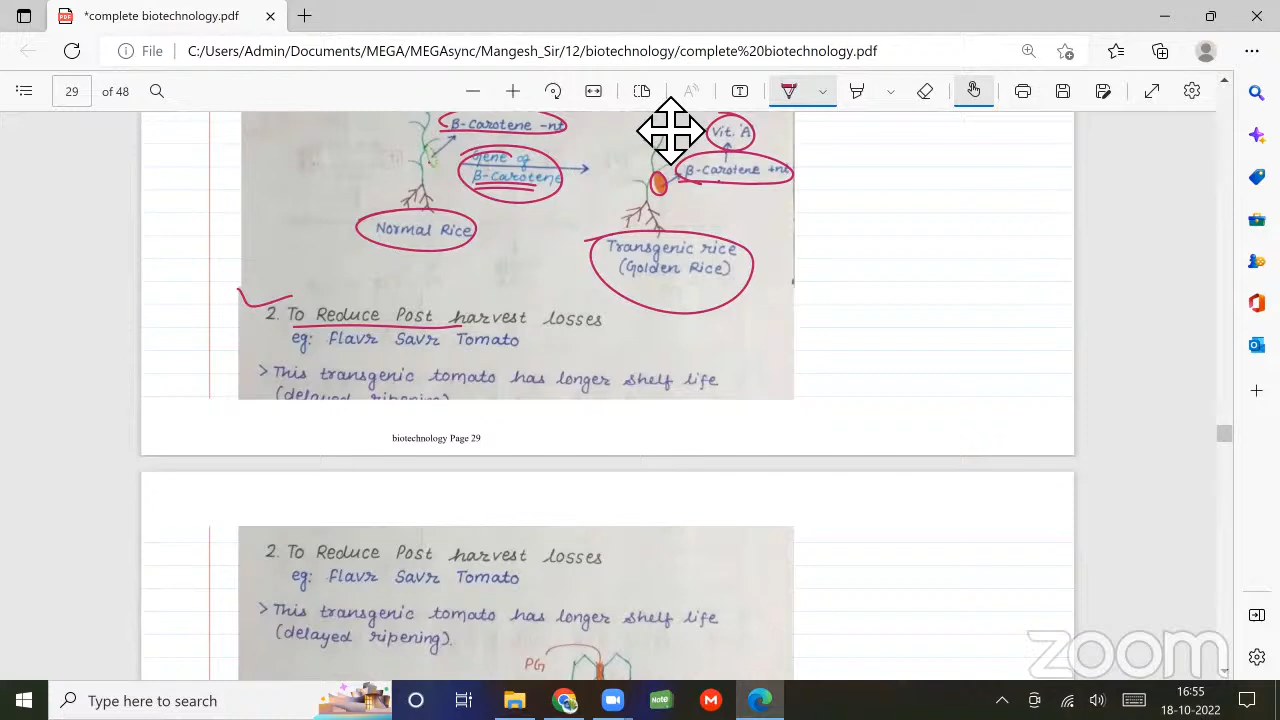 *complete biotechnology.pdf
File
C:/Users/Admin/Documents/MEGA/MEGAsync/Mangesh_Sir/12/biotechnology/complete%20biotechnology.pdf
29 of 48
β-Carotene -nt
Gene of
β-Carotene
Normal Rice
Vit. 'A
β-Carotene +nt
Transgenic rice
(Golden Rice)
2. To Reduce Post harvest losses
eg: Flavr Savr Tomato
> This transgenic tomato has longer shelf life
(delayed ripening)
biotechnology Page 29
2. To Reduce Post harvest losses
eg: Flavr Savr Tomato
> This transgenic tomato has longer shelf life
(delayed ripening).
PG
zoom
Type here to search
Note
16:55
18-10-2022